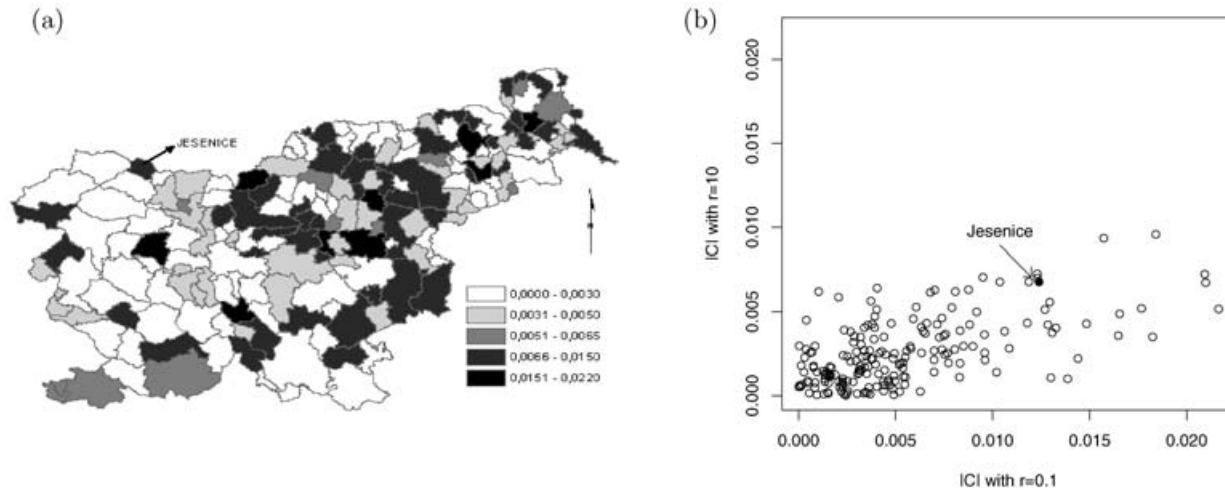 (a)
JESENICE
N
0,0000 - 0,0030
0,0031 - 0,0050
0,0051 - 0,0065
0,0066 - 0,0150
0,0151 - 0,0220
(b)
0.020
0.015
0.010
0.005
0.000
|C| with r=10
Jesenice
0.000 0.005 0.010 0.015 0.020
|C| with r=0.1